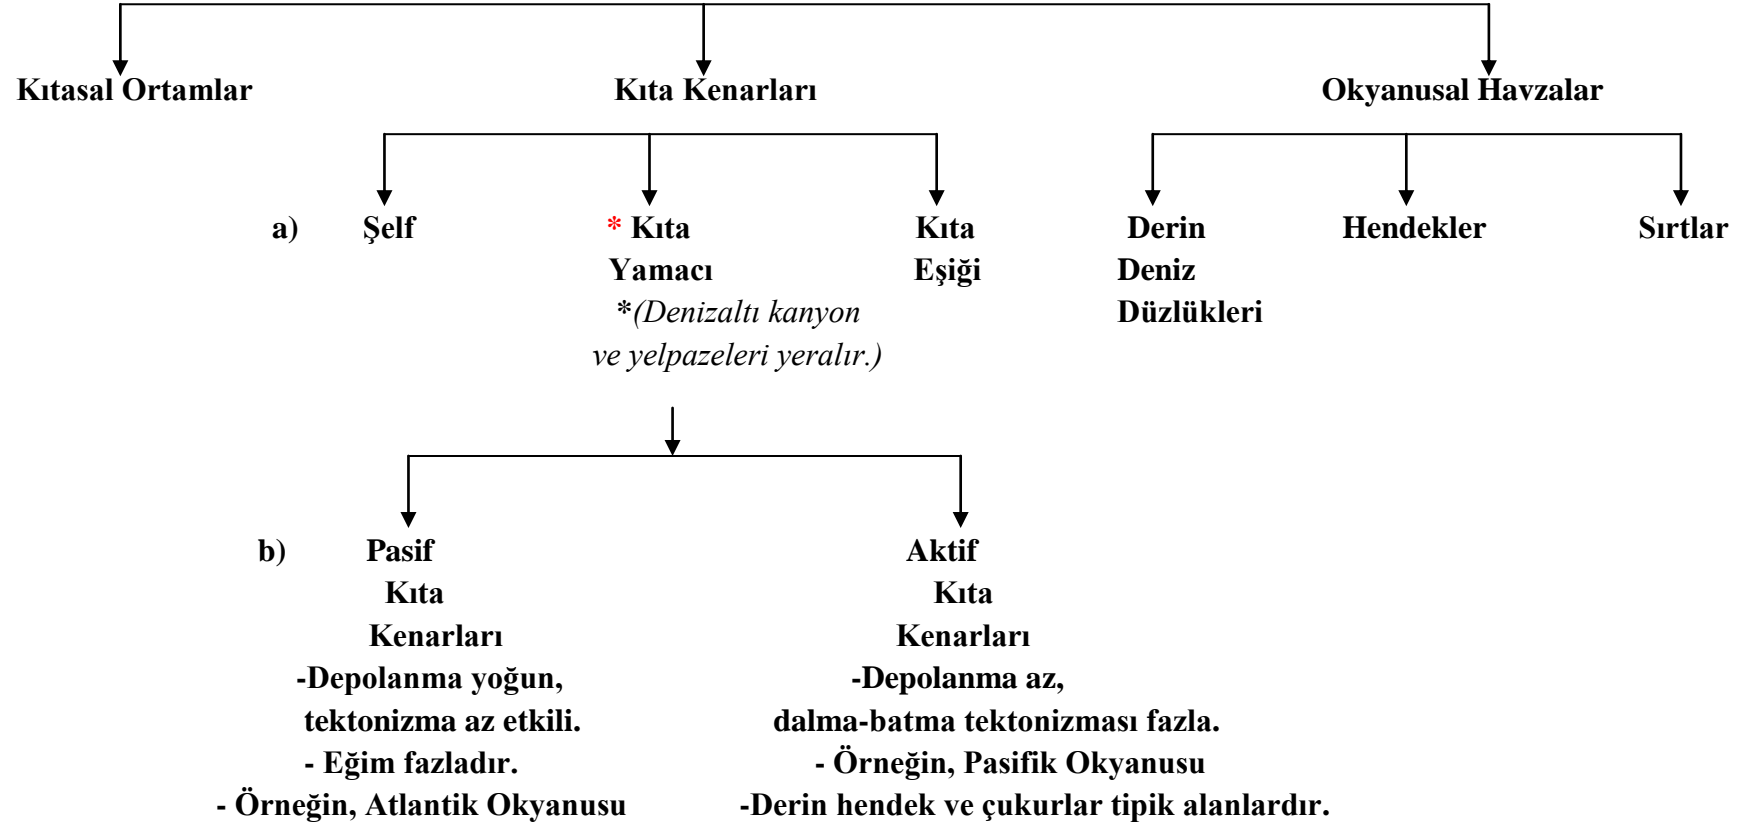 Kıtasal Ortamlar Kıta Kenarları Okyanusal Havzalar
a) Şelf * Kıta Kıta Derin Hendekler Sırtlar
Yamacı Eşiği Deniz
*(Denizaltı kanyon Düzlükleri
ve yelpazeleri yeralır.)
b) Pasif Aktif
Kıta Kıta
Kenarları Kenarları
-Depolanma yoğun, -Depolanma az,
tektonizma az etkili. dalma-batma tektonizması fazla.
- Eğim fazladır. - Örneğin, Pasifik Okyanusu
- Örneğin, Atlantik Okyanusu -Derin hendek ve çukurlar tipik alanlardır.